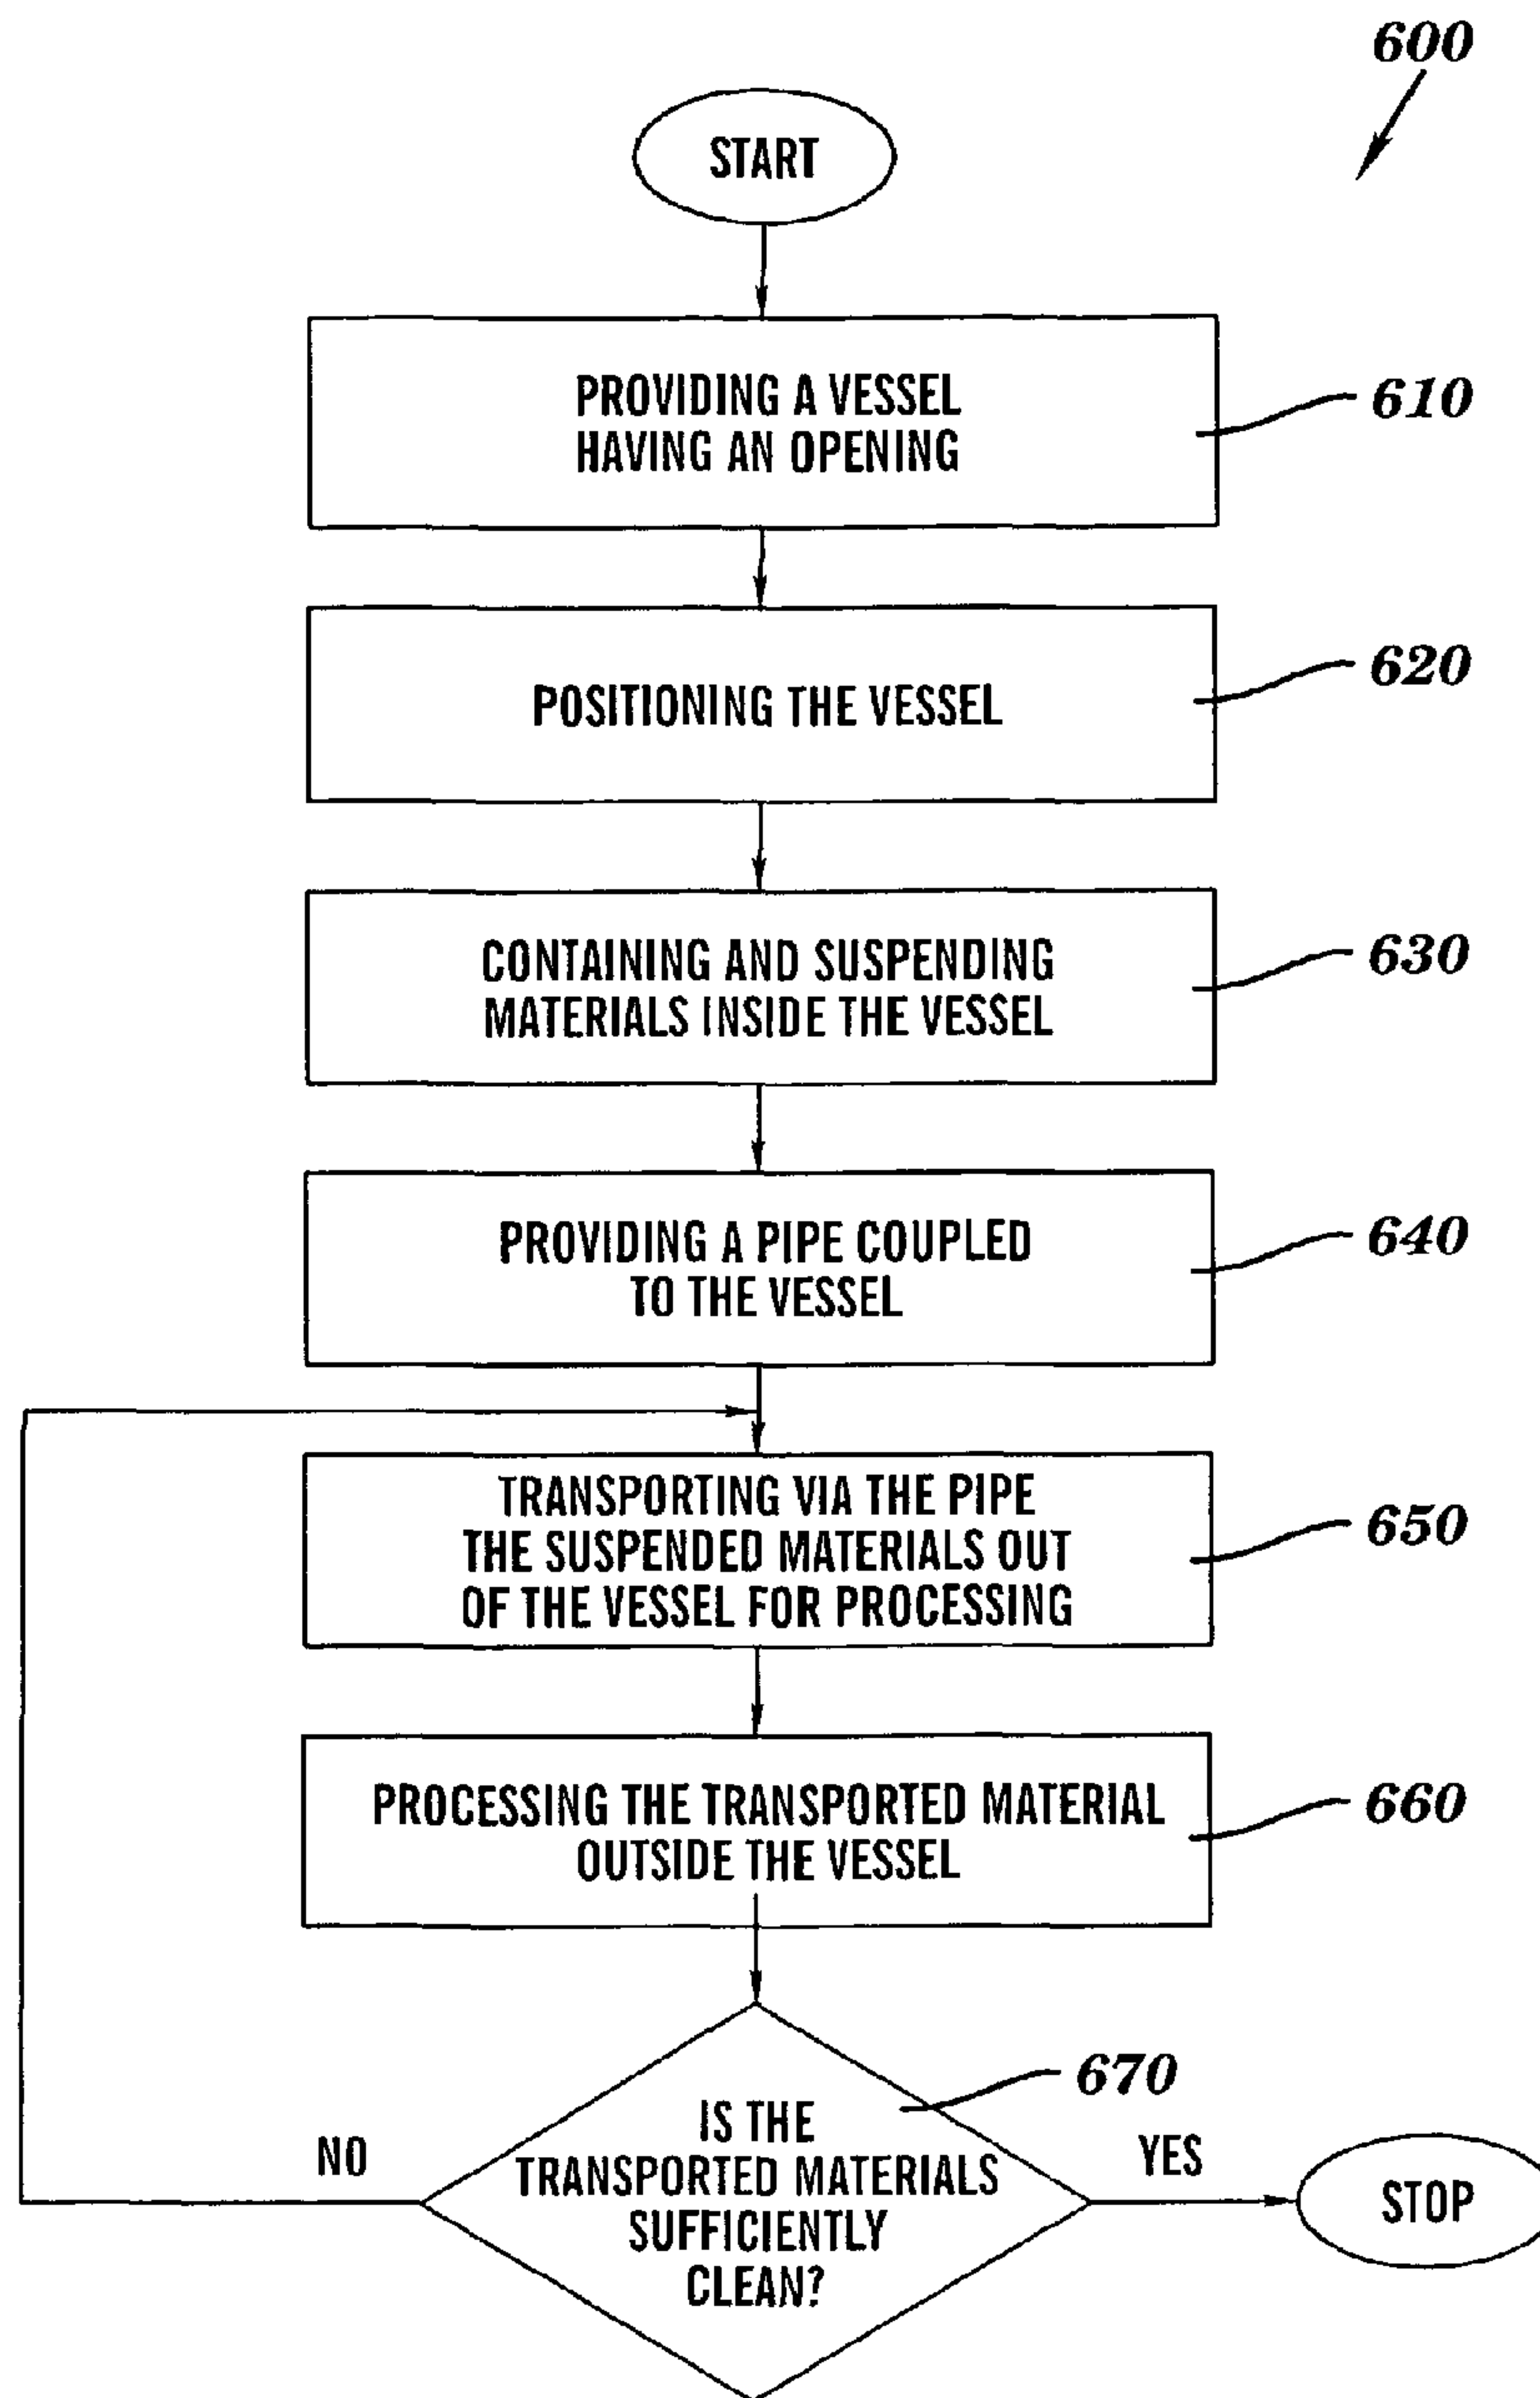 600
START
PROVIDING A VESSEL
HAVING AN OPENING
610
POSITIONING THE VESSEL
620
CONTAINING AND SUSPENDING
MATERIALS INSIDE THE VESSEL
630
PROVIDING A PIPE COUPLED
TO THE VESSEL
640
TRANSPORTING VIA THE PIPE
THE SUSPENDED MATERIALS OUT
OF THE VESSEL FOR PROCESSING
650
PROCESSING THE TRANSPORTED MATERIAL
OUTSIDE THE VESSEL
660
670
IS THE
TRANSPORTED MATERIALS
SUFFICIENTLY
CLEAN?
NO
YES
STOP